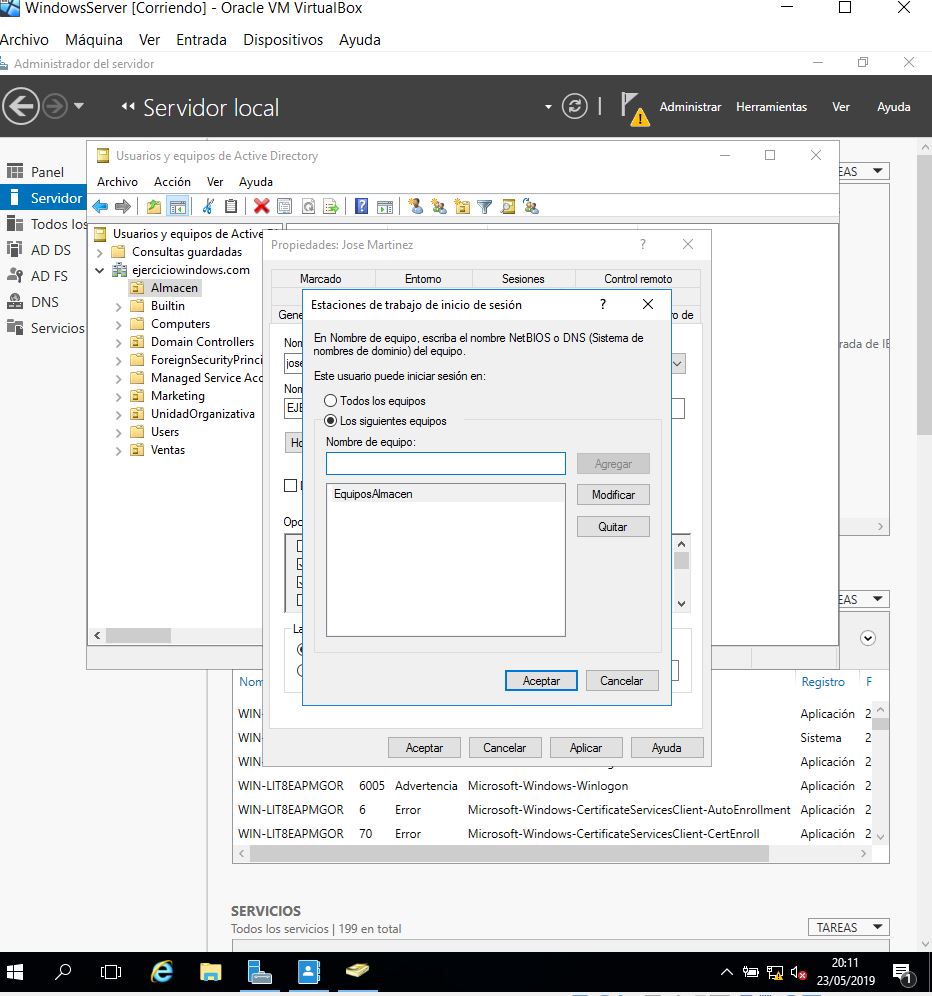 WindowsServer [Corriendo] - Oracle VM VirtualBox
Archivo Máquina Ver Entrada Dispositivos Ayuda
Administrador del servidor
Servidor local
Administrar Herramientas Ver Ayuda
Panel
Servidor
Todos los
AD DS
AD FS
DNS
Servicios
Usuarios y equipos de Active Directory
Archivo Acción Ver Ayuda
Usuarios y equipos de Active
Consultas guardadas
ejerciciowindows.com
Almacen
Builtin
Computers
Domain Controllers
ForeignSecurityPrinci
Managed Service Acc
Marketing
UnidadOrganizativa
Users
Ventas
Propiedades: Jose Martinez
Marcado Entorno Sesiones Control remoto
Gene
ro de
Nom
jose
Nom
EJE
Ho
Opc
La
Estaciones de trabajo de inicio de sesión
En Nombre de equipo, escriba el nombre NetBIOS o DNS (Sistema de
nombres de dominio) del equipo.
Este usuario puede iniciar sesión en:
Todos los equipos
Los siguientes equipos
Nombre de equipo:
Agregar
EquiposAlmacen
Modificar
Quitar
Aceptar Cancelar
Aceptar Cancelar Aplicar Ayuda
EAS
rada de IE
EAS
Nom Registro F
WIN- Aplicación 2
WIN- Sistema 2
WIN- Aplicación 2
WIN-LIT8EAPMGOR 6005 Advertencia Microsoft-Windows-Winlogon Aplicación 2
WIN-LIT8EAPMGOR 6 Error Microsoft-Windows-CertificateServicesClient-AutoEnrollment Aplicación 2
WIN-LIT8EAPMGOR 70 Error Microsoft-Windows-CertificateServicesClient-CertEnroll Aplicación 2
SERVICIOS
Todos los servicios | 199 en total
TAREAS
20:11
23/05/2019
1